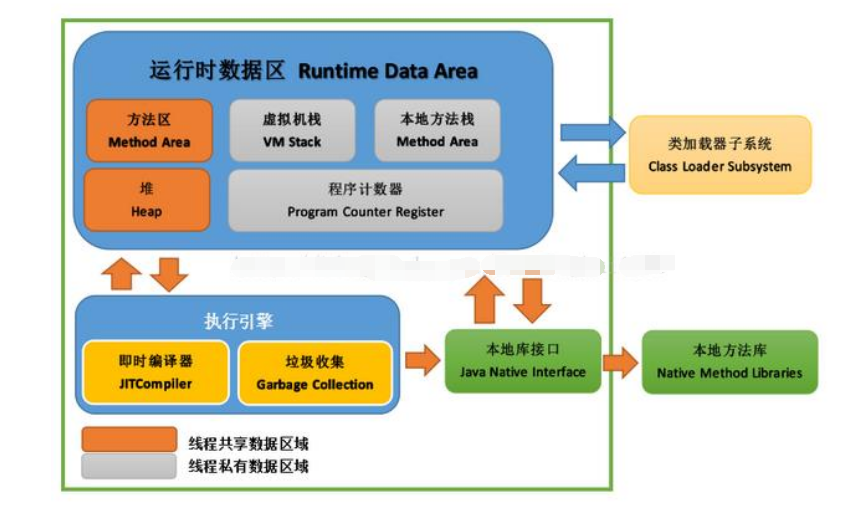 运行时数据区 Runtime Data Area
方法区
Method Area
虚拟机栈
VM Stack
本地方法栈
Method Area
堆
Heap
程序计数器
Program Counter Register
类加载器子系统
Class Loader Subsystem
执行引擎
即时编译器
JITCompiler
垃圾收集
Garbage Collection
本地库接口
Java Native Interface
本地方法库
Native Method Libraries
线程共享数据区域
线程私有数据区域